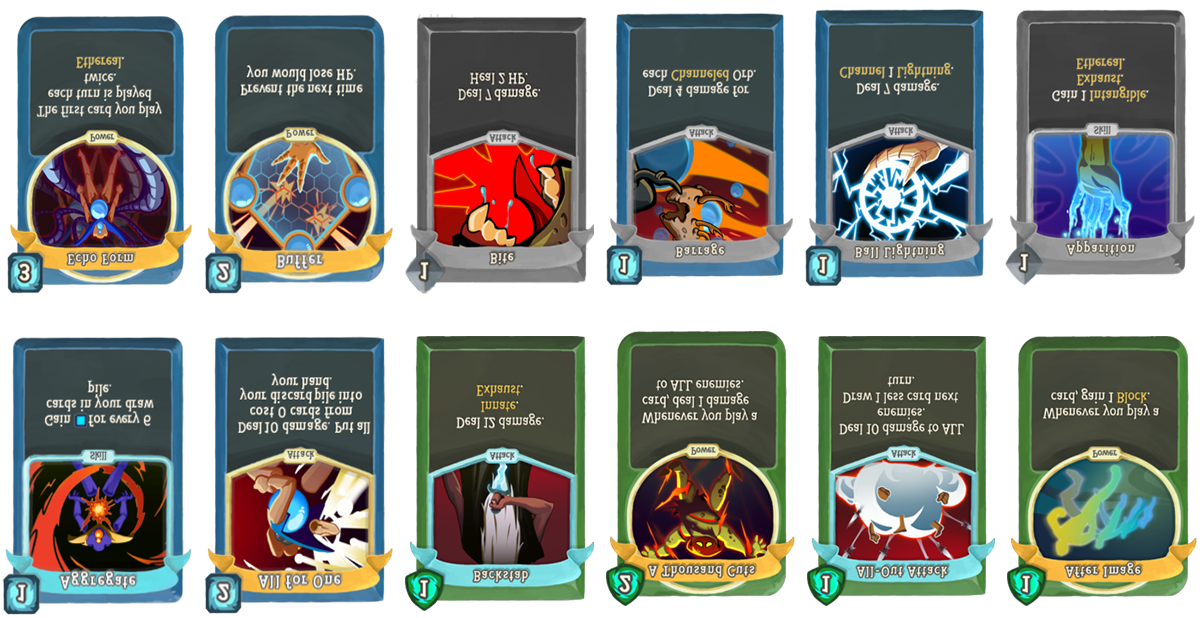 1
Aggregate
Skill
Gain for every 6
cards in your draw
pile.
2
All for One
Attack
Deal 10 damage. Put all
cost 0 cards from
your discard pile into
your hand.
1
Backstab
Attack
Deal 12 damage.
Innate.
Exhaust.
2
A Thousand Cuts
Power
Whenever you play a
card, deal 1 damage
to ALL enemies.
1
All-Out Attack
Attack
Deal 10 damage to ALL
enemies.
Draw 1 less card next
turn.
1
After Image
Power
Whenever you play a
card, gain 1 Block.
3
Echo Form
Power
The first card you play
each turn is played
twice.
Ethereal.
2
Buffer
Power
Prevent the next time
you would lose HP.
1
Bite
Attack
Deal 7 damage.
Heal 2 HP.
1
Barrage
Attack
Deal 4 damage for
each Channeled Orb.
1
Ball Lightning
Attack
Deal 7 damage.
Channel 1 Lightning.
1
Apparition
Skill
Gain 1 Intangible.
Exhaust.
Ethereal.